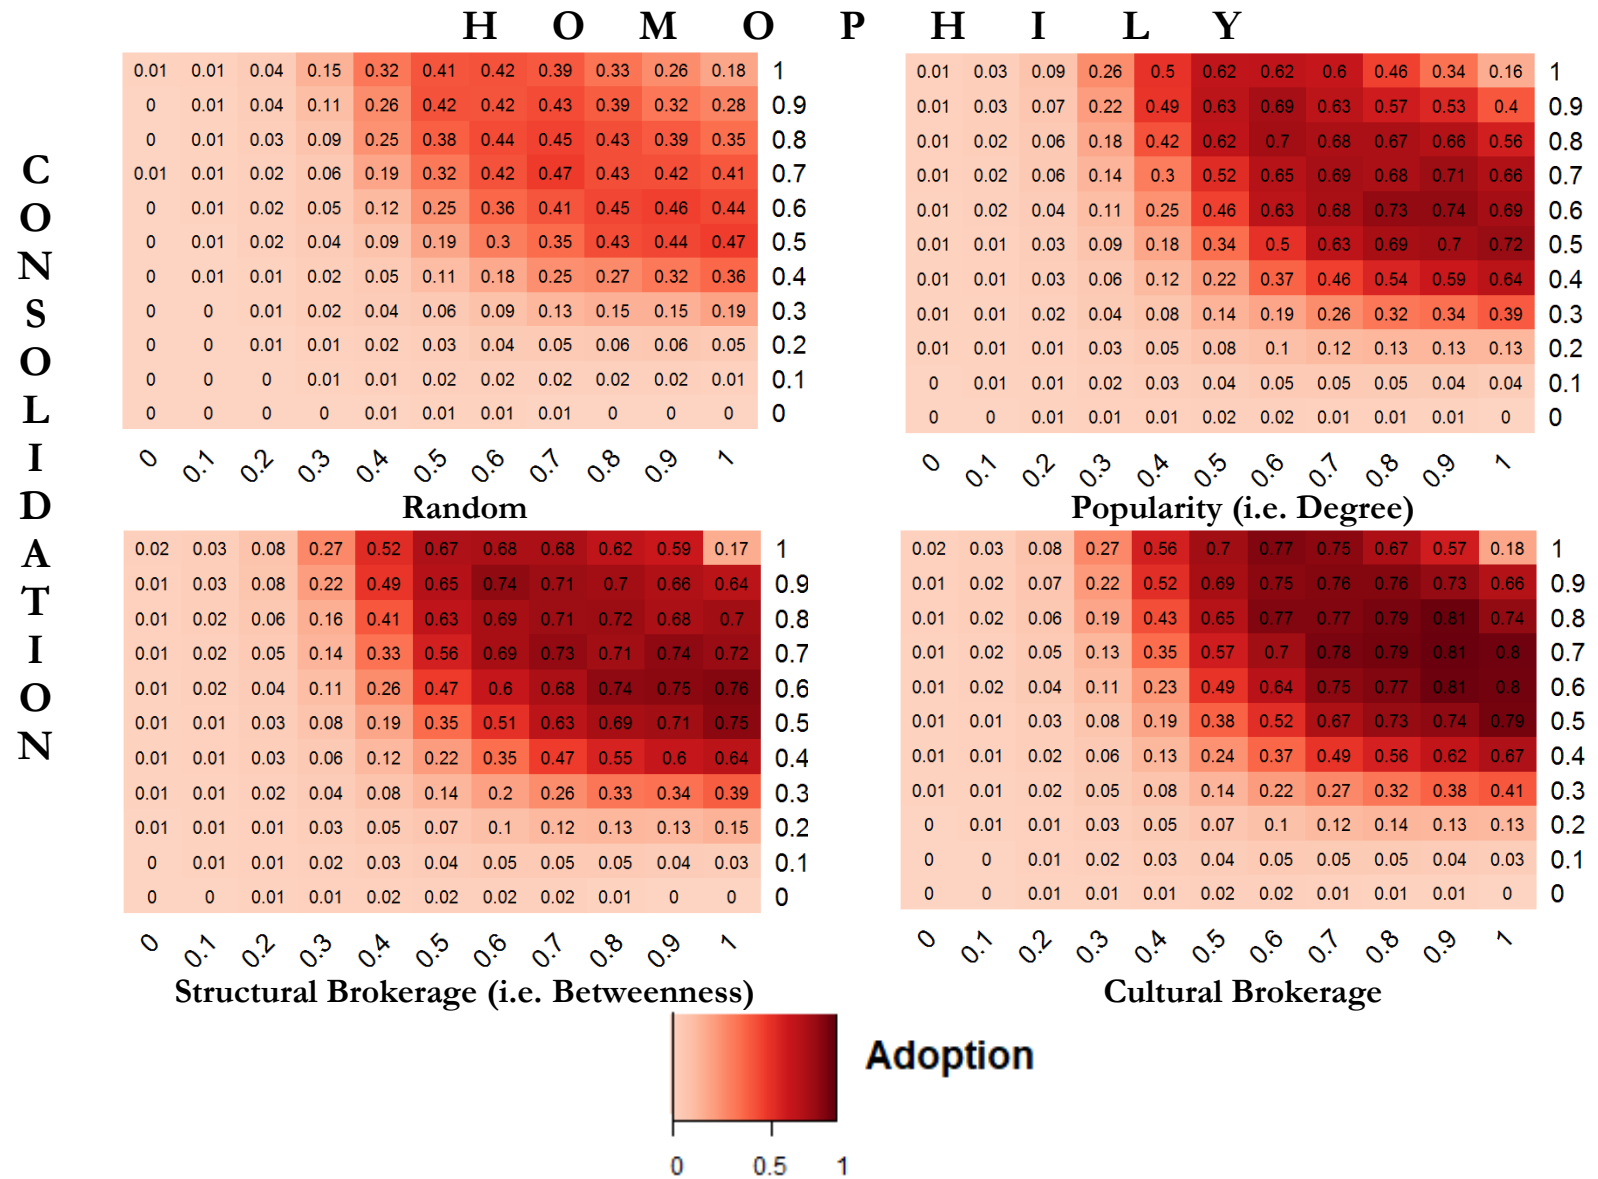 H O M O P H I L Y
C O N S O L I D A T I O N
0.01 0.01 0.04 0.15 0.32 0.41 0.42 0.39 0.33 0.26 0.18 1
0 0.01 0.04 0.11 0.26 0.42 0.42 0.43 0.39 0.32 0.28 0.9
0 0.01 0.03 0.09 0.25 0.38 0.44 0.45 0.43 0.39 0.35 0.8
0.01 0.01 0.02 0.06 0.19 0.32 0.42 0.47 0.43 0.42 0.41 0.7
0 0.01 0.02 0.05 0.12 0.25 0.36 0.41 0.45 0.46 0.44 0.6
0 0.01 0.02 0.04 0.09 0.19 0.3 0.35 0.43 0.44 0.47 0.5
0 0.01 0.01 0.02 0.05 0.11 0.18 0.25 0.27 0.32 0.36 0.4
0 0 0.01 0.02 0.04 0.06 0.09 0.13 0.15 0.15 0.19 0.3
0 0 0.01 0.01 0.02 0.03 0.04 0.05 0.06 0.06 0.05 0.2
0 0 0 0.01 0.01 0.02 0.02 0.02 0.02 0.02 0.01 0.1
0 0 0 0 0.01 0.01 0.01 0.01 0 0 0 0
0 0.1 0.2 0.3 0.4 0.5 0.6 0.7 0.8 0.9 1
Random
0.01 0.03 0.09 0.26 0.5 0.62 0.62 0.6 0.46 0.34 0.16 1
0.01 0.03 0.07 0.22 0.49 0.63 0.69 0.63 0.57 0.53 0.4 0.9
0.01 0.02 0.06 0.18 0.42 0.62 0.7 0.68 0.67 0.66 0.56 0.8
0.01 0.02 0.06 0.14 0.3 0.52 0.65 0.69 0.68 0.71 0.66 0.7
0.01 0.02 0.04 0.11 0.25 0.46 0.63 0.68 0.73 0.74 0.69 0.6
0.01 0.01 0.03 0.09 0.18 0.34 0.5 0.63 0.69 0.7 0.72 0.5
0.01 0.01 0.03 0.06 0.12 0.22 0.37 0.46 0.54 0.59 0.64 0.4
0.01 0.01 0.02 0.04 0.08 0.14 0.19 0.26 0.32 0.34 0.39 0.3
0.01 0.01 0.01 0.03 0.05 0.08 0.1 0.12 0.13 0.13 0.13 0.2
0 0.01 0.01 0.02 0.03 0.04 0.05 0.05 0.05 0.04 0.04 0.1
0 0 0.01 0.01 0.01 0.02 0.02 0.01 0.01 0.01 0 0
0 0.1 0.2 0.3 0.4 0.5 0.6 0.7 0.8 0.9 1
Popularity (i.e. Degree)
0.02 0.03 0.08 0.27 0.52 0.67 0.68 0.68 0.62 0.59 0.17 1
0.01 0.03 0.08 0.22 0.49 0.65 0.74 0.71 0.7 0.66 0.64 0.9
0.01 0.02 0.06 0.16 0.41 0.63 0.69 0.71 0.72 0.68 0.7 0.8
0.01 0.02 0.05 0.14 0.33 0.56 0.69 0.73 0.71 0.74 0.72 0.7
0.01 0.02 0.04 0.11 0.26 0.47 0.6 0.68 0.74 0.75 0.76 0.6
0.01 0.01 0.03 0.08 0.19 0.35 0.51 0.63 0.69 0.71 0.75 0.5
0.01 0.01 0.03 0.06 0.12 0.22 0.35 0.47 0.55 0.6 0.64 0.4
0.01 0.01 0.02 0.04 0.08 0.14 0.2 0.26 0.33 0.34 0.39 0.3
0.01 0.01 0.01 0.03 0.05 0.07 0.1 0.12 0.13 0.13 0.15 0.2
0 0.01 0.01 0.02 0.03 0.04 0.05 0.05 0.05 0.04 0.03 0.1
0 0 0.01 0.01 0.02 0.02 0.02 0.02 0.01 0 0 0
0 0.1 0.2 0.3 0.4 0.5 0.6 0.7 0.8 0.9 1
Structural Brokerage (i.e. Betweenness)
0.02 0.03 0.08 0.27 0.56 0.7 0.77 0.75 0.67 0.57 0.18 1
0.01 0.02 0.07 0.22 0.52 0.69 0.75 0.76 0.76 0.73 0.66 0.9
0.01 0.02 0.06 0.19 0.43 0.65 0.77 0.77 0.79 0.81 0.74 0.8
0.01 0.02 0.05 0.13 0.35 0.57 0.7 0.78 0.79 0.81 0.8 0.7
0.01 0.02 0.04 0.11 0.23 0.49 0.64 0.75 0.77 0.81 0.8 0.6
0.01 0.01 0.03 0.08 0.19 0.38 0.52 0.67 0.73 0.74 0.79 0.5
0.01 0.01 0.02 0.06 0.13 0.24 0.37 0.49 0.56 0.62 0.67 0.4
0.01 0.01 0.02 0.05 0.08 0.14 0.22 0.27 0.32 0.38 0.41 0.3
0 0.01 0.01 0.03 0.05 0.07 0.1 0.12 0.14 0.13 0.13 0.2
0 0 0.01 0.02 0.03 0.04 0.05 0.05 0.05 0.04 0.03 0.1
0 0 0.01 0.01 0.01 0.02 0.02 0.01 0.01 0.01 0 0
0 0.1 0.2 0.3 0.4 0.5 0.6 0.7 0.8 0.9 1
Cultural Brokerage
Adoption
0 0.5 1